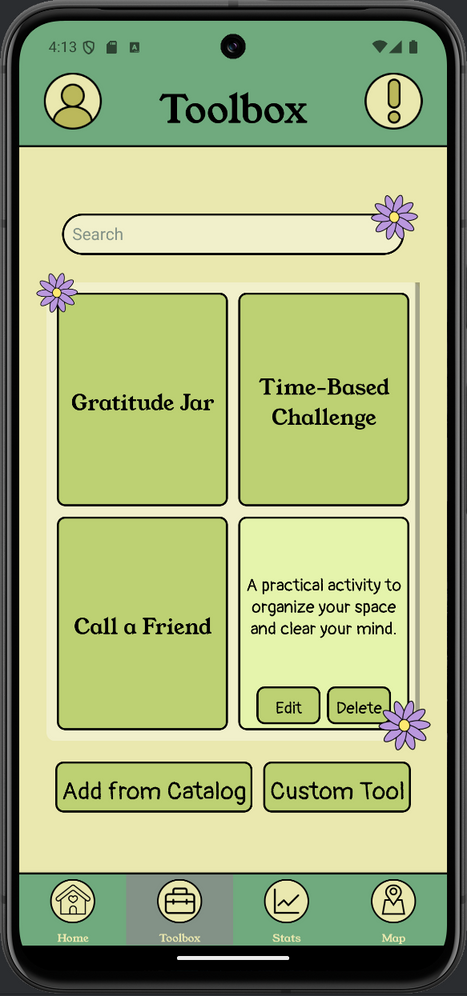 4:13
Toolbox
Search
Gratitude Jar
Time-Based
Challenge
Call a Friend
A practical activity to
organize your space
and clear your mind.
Edit
Delete
Add from Catalog
Custom Tool
Home
Toolbox
Stats
Map